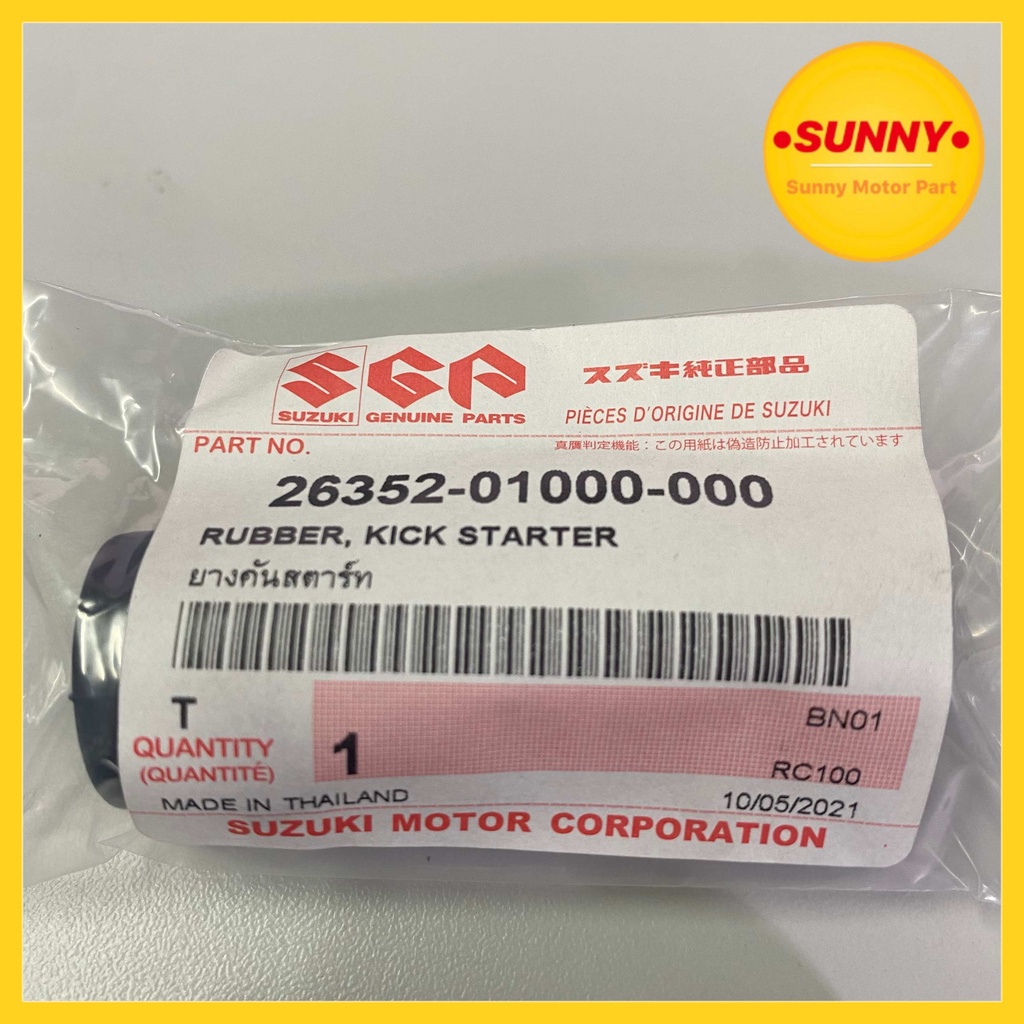 •SUNNY•
Sunny Motor Part
SGP
SUZUKI GENUINE PARTS
スズキ純正部品
PIÈCES D'ORIGINE DE SUZUKI
PART NO.
真贋判定機能：この用紙は偽造防止加工されています
26352-01000-000
RUBBER, KICK STARTER
ยางคันสตาร์ท
T
BN01
QUANTITY
(QUANTITÉ)
1
RC100
MADE IN THAILAND
10/05/2021
SUZUKI MOTOR CORPORATION